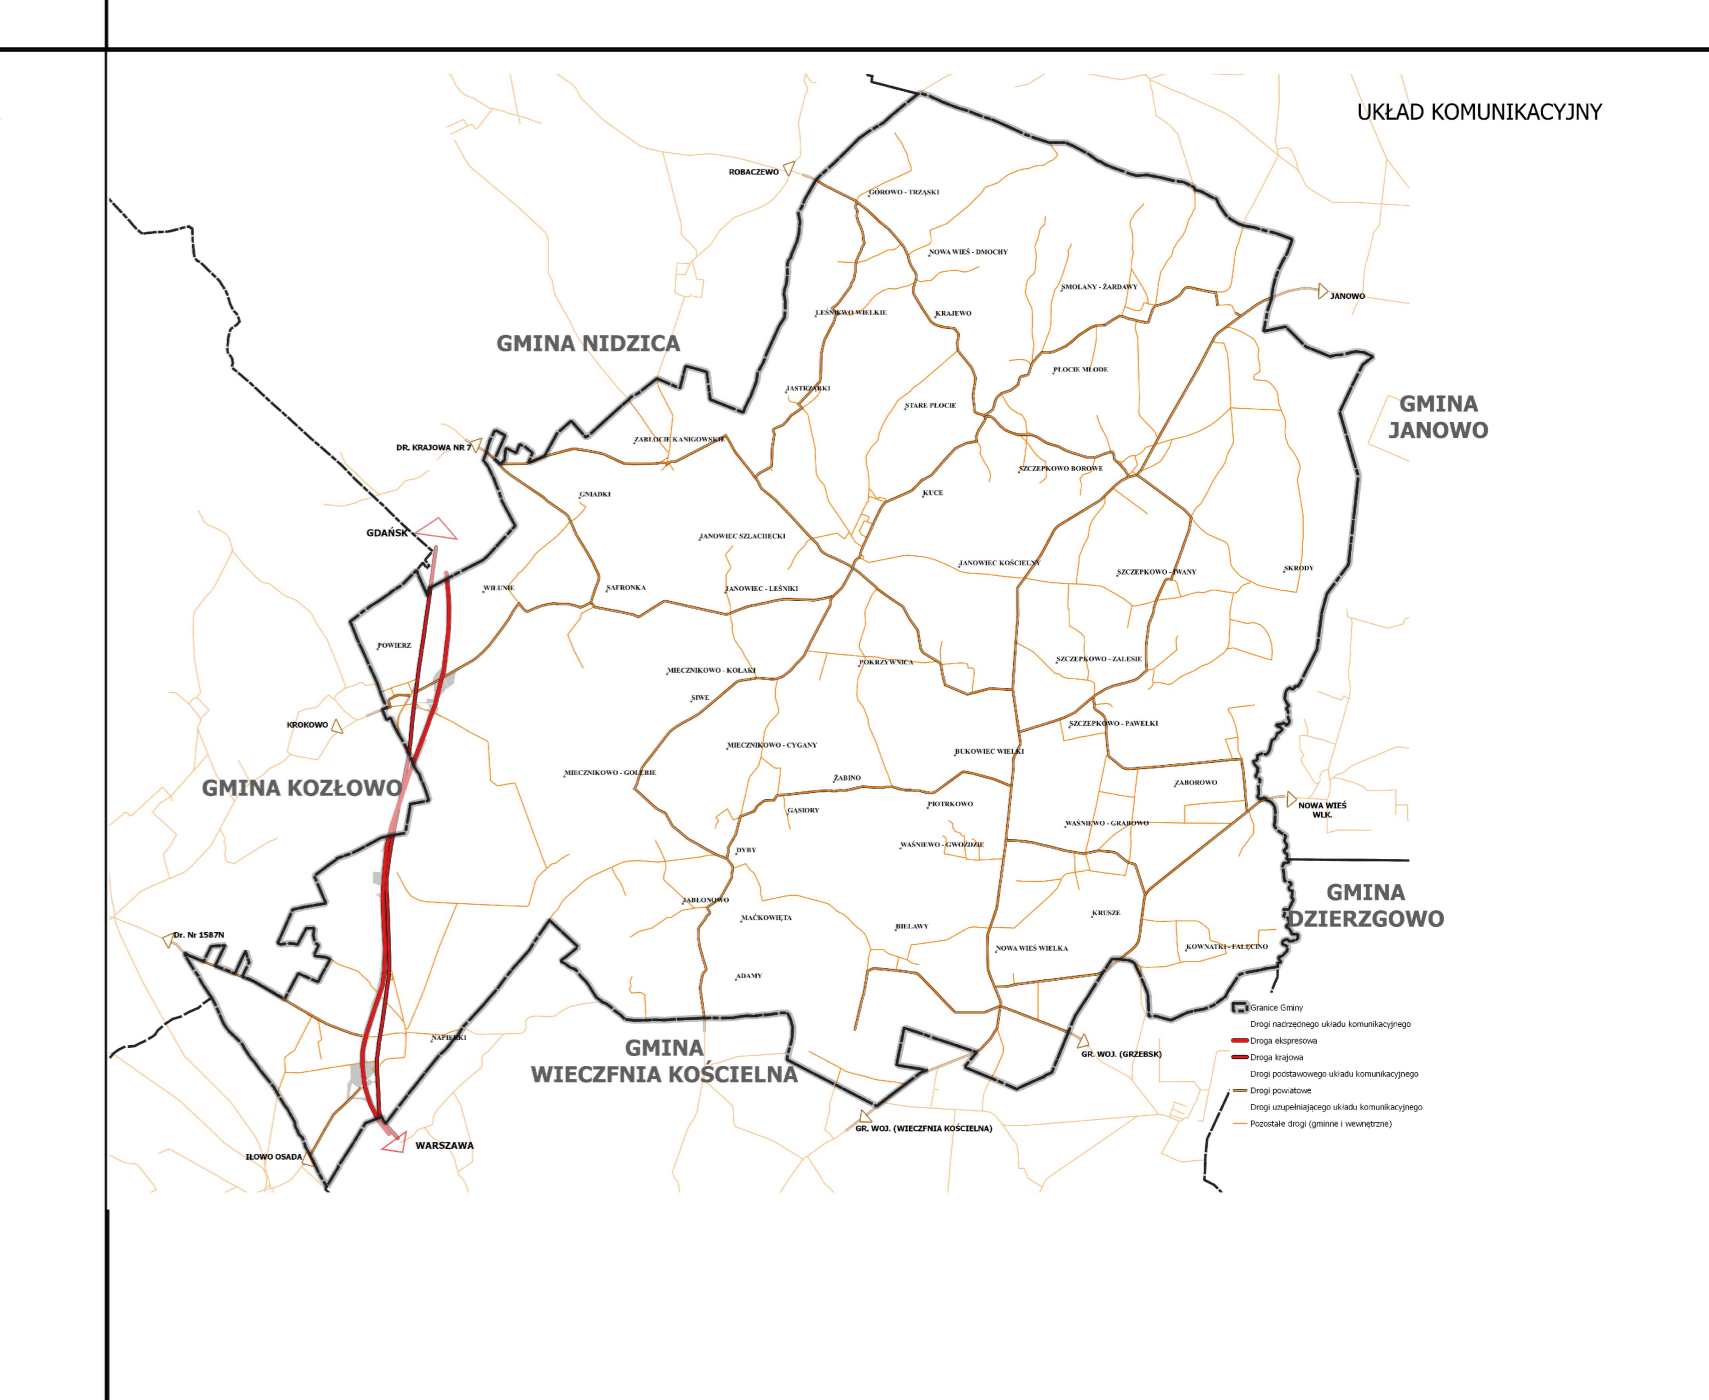 UKŁAD KOMUNIKACYJNY
ROBACZEWO
GÓROWO - TRZĄSKI
NOWA WIEŚ - DMOCHY
SMOLANY - ŻARDAWY
JANOWO
LEŚNIKWO WIELKIE
KRAJEWO
GMINA NIDZICA
PŁOCIE MŁODE
JASTRZĄBKI
STARE PŁOCIE
GMINA
JANOWO
DR. KRAJOWA NR 7
ZABŁOCIE KANIGOWSKIE
SZCZEPKOWO BOROWE
GNIADKI
KUCE
GDAŃSK
JANOWIEC SZLACHECKI
JANOWIEC KOŚCIELNY
SZCZEPKOWO - IWANY
SKRODY
WILUNIE
SAFRONKA
JANOWIEC - LEŚNIKI
POWIERZ
MIECZNIKOWO - KOŁAKI
POKRZYWNICA
SZCZEPKOWO - ZALESIE
SIWE
KROKOWO
SZCZEPKOWO - PAWEŁKI
MIECZNIKOWO - CYGANY
BUKOWIEC WIELKI
MIECZNIKOWO - GOŁĘBIE
ŻABINO
ZABOROWO
GMINA KOZŁOWO
GĄSIORY
PIOTRKOWO
NOWA WIEŚ
WLK.
WAŚNIEWO - GRABOWO
DYBY
WAŚNIEWO - GWOŹDZIE
GMINA
DZIERZGOWO
JABŁONOWO
MAĆKOWIĘTA
KRUSZE
BIELAWY
Dr. Nr 1587N
NOWA WIEŚ WIELKA
KOWNATKI - FALĘCINO
ADAMY
NAPIERKI
GMINA
WIECZFNIA KOŚCIELNA
GR. WOJ. (GRZEBSK)
GR. WOJ. (WIECZFNIA KOŚCIELNA)
WARSZAWA
IŁOWO OSADA
Granice Gminy
Drogi nadrzędnego układu komunikacyjnego
Droga ekspresowa
Droga krajowa
Drogi podstawowego układu komunikacyjnego
Drogi powiatowe
Drogi uzupełniającego układu komunikacyjnego
Pozostałe drogi (gminne i wewnętrzne)